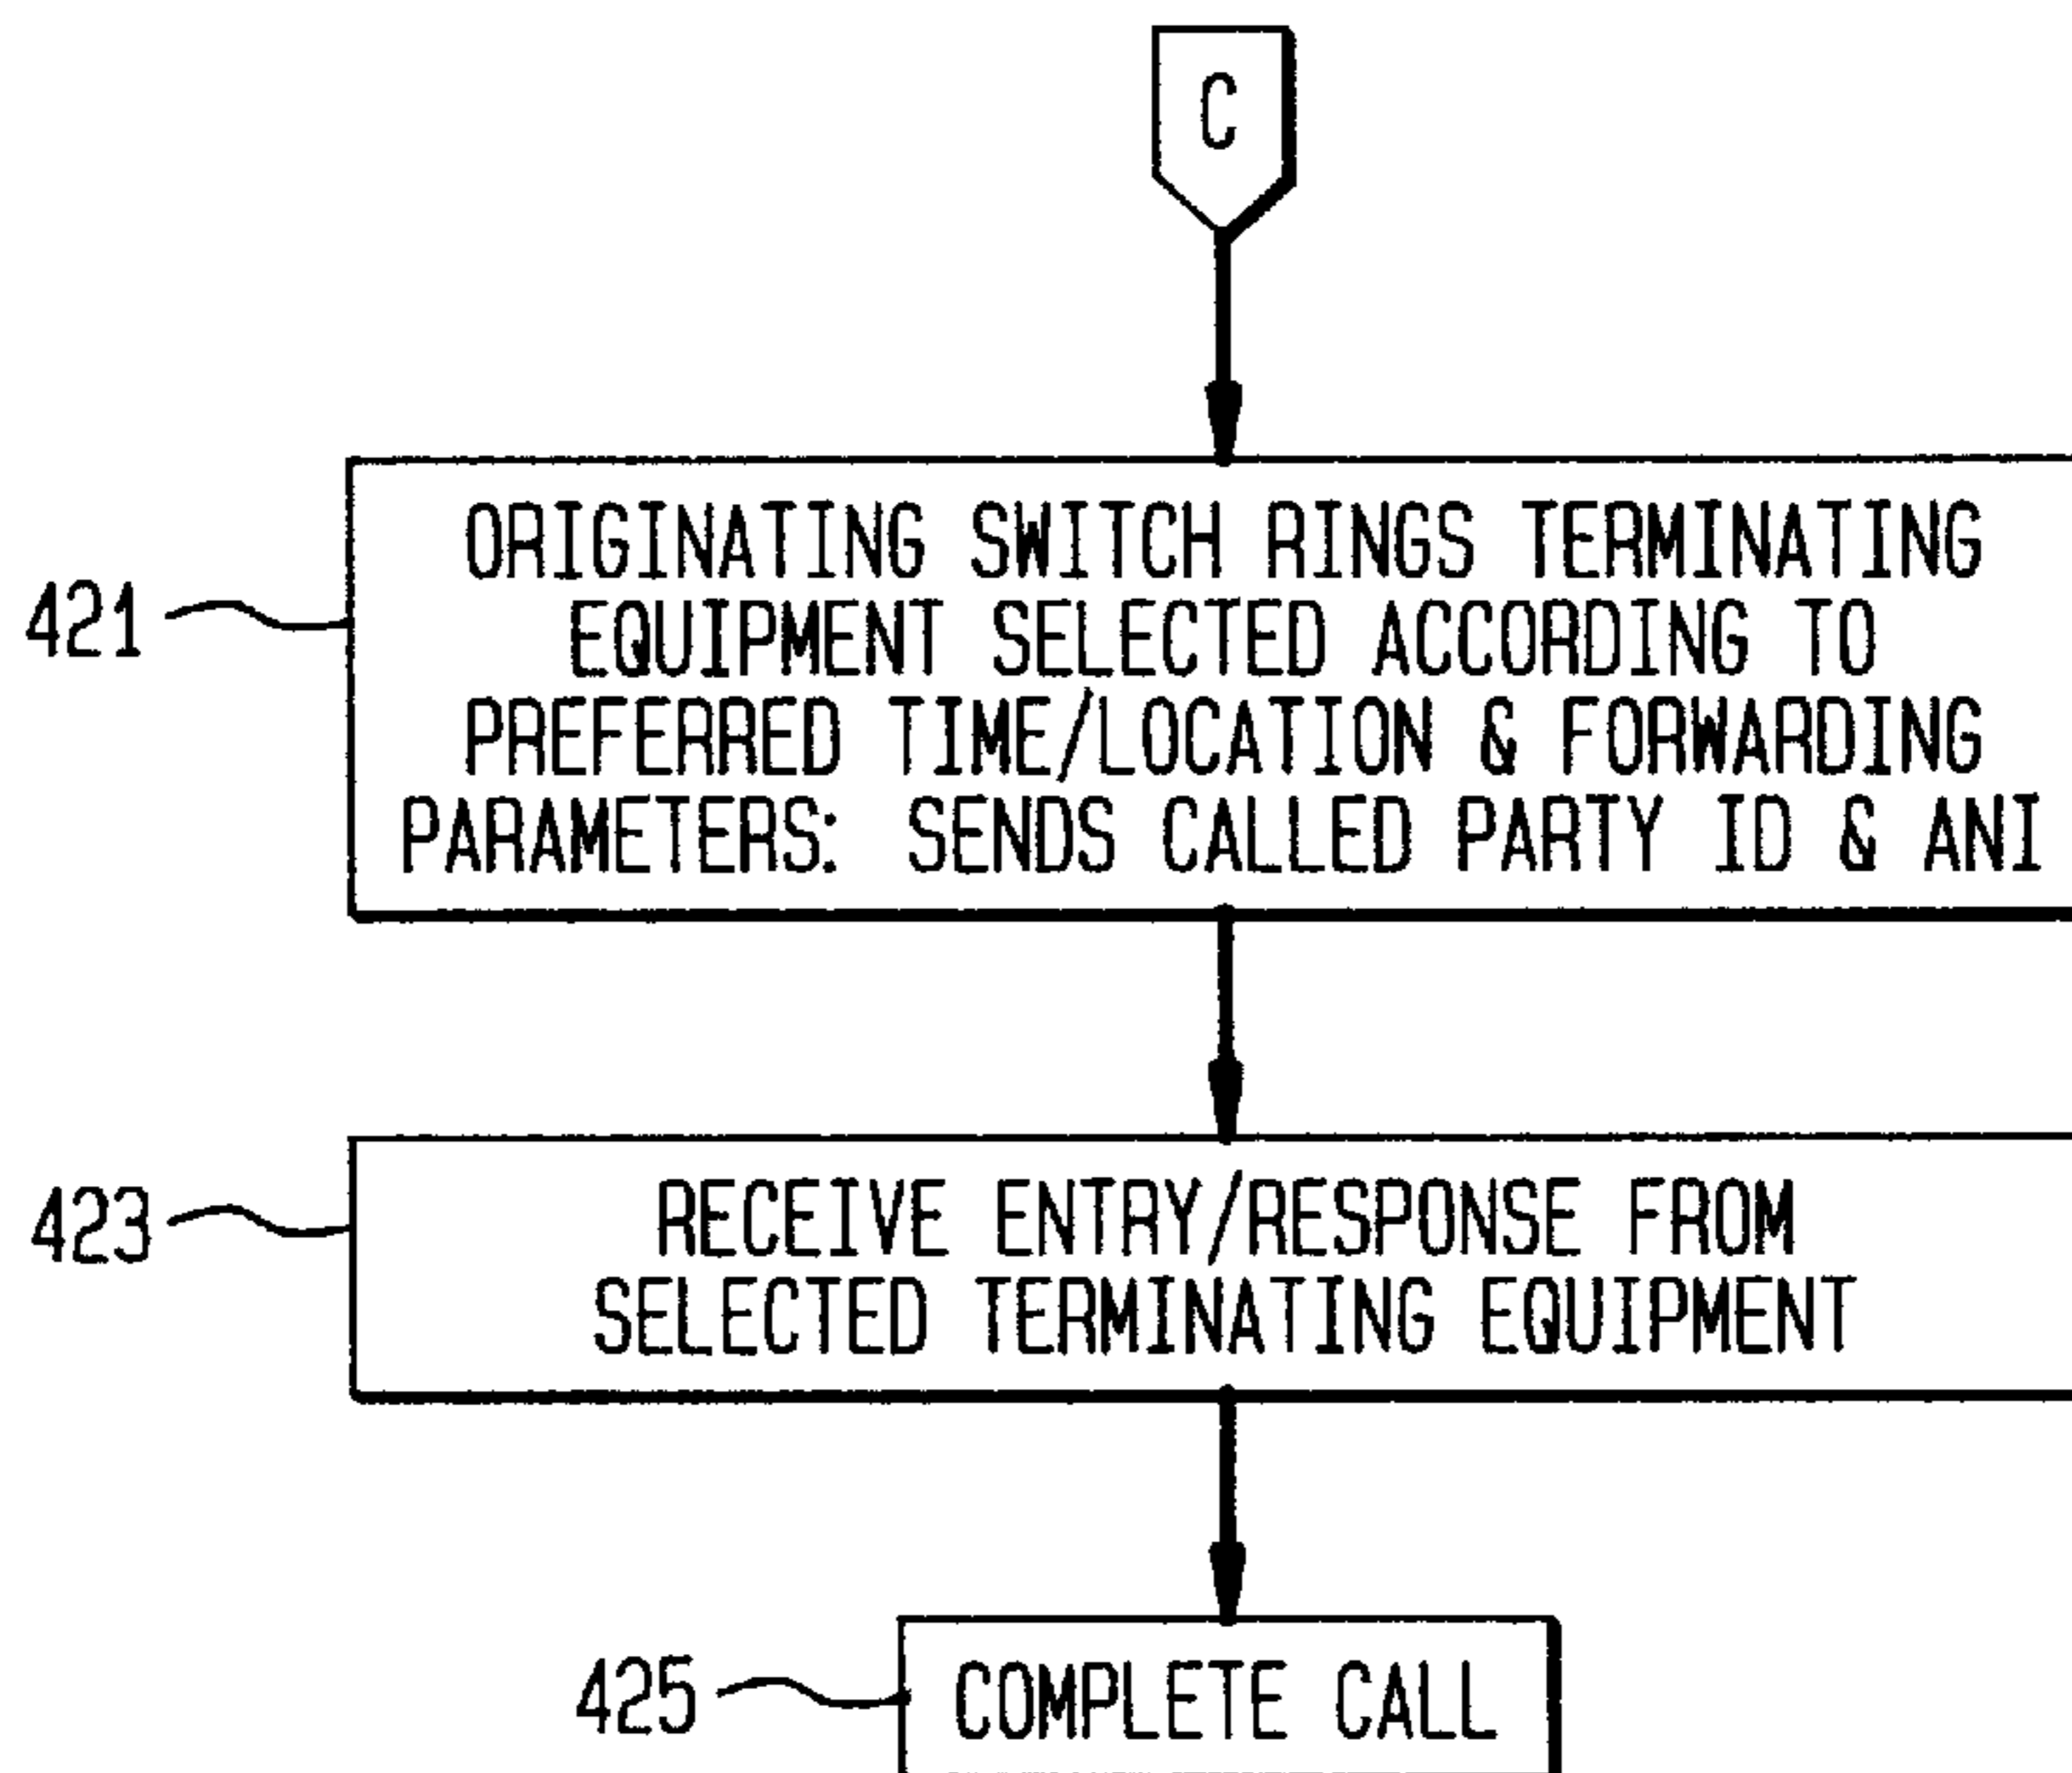 C
ORIGINATING SWITCH RINGS TERMINATING
421
EQUIPMENT SELECTED ACCORDING TO
PREFERRED TIME/LOCATION & FORWARDING
PARAMETERS: SENDS CALLED PARTY ID & ANI
423
RECEIVE ENTRY/RESPONSE FROM
SELECTED TERMINATING EQUIPMENT
425
COMPLETE CALL